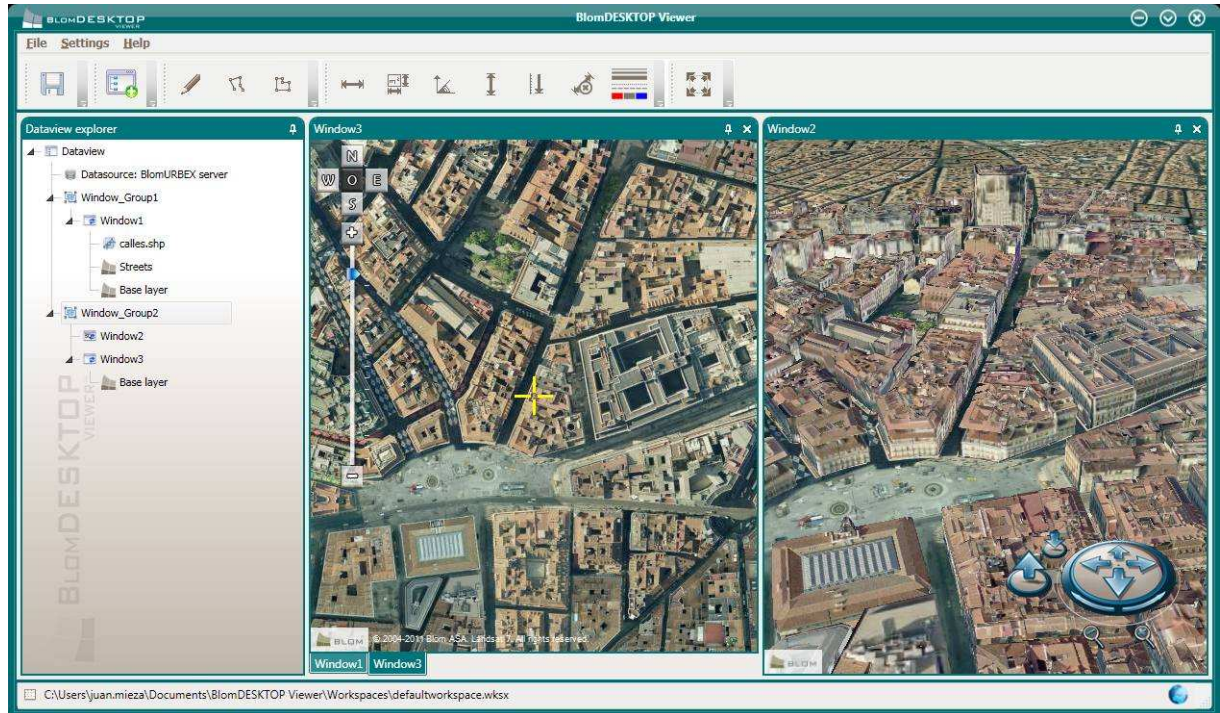 BLOMDESKTOP
VIEWER
BlomDESKTOP Viewer
File Settings Help
Dataview explorer
Dataview
Datasource: BlomURBEX server
Window_Group1
Window1
calles.shp
Streets
Base layer
Window_Group2
Window2
Window3
Base layer
BLOMDESKTOP
VIEWER
Window3
N
W O E
S
BLOM
© 2004-2011 Blom ASA. Landsat 7. All rights reserved.
Window1 Window3
Window2
BLOM
C:\Users\juan.mieza\Documents\BlomDESKTOP Viewer\Workspaces\defaultworkspace.wksx